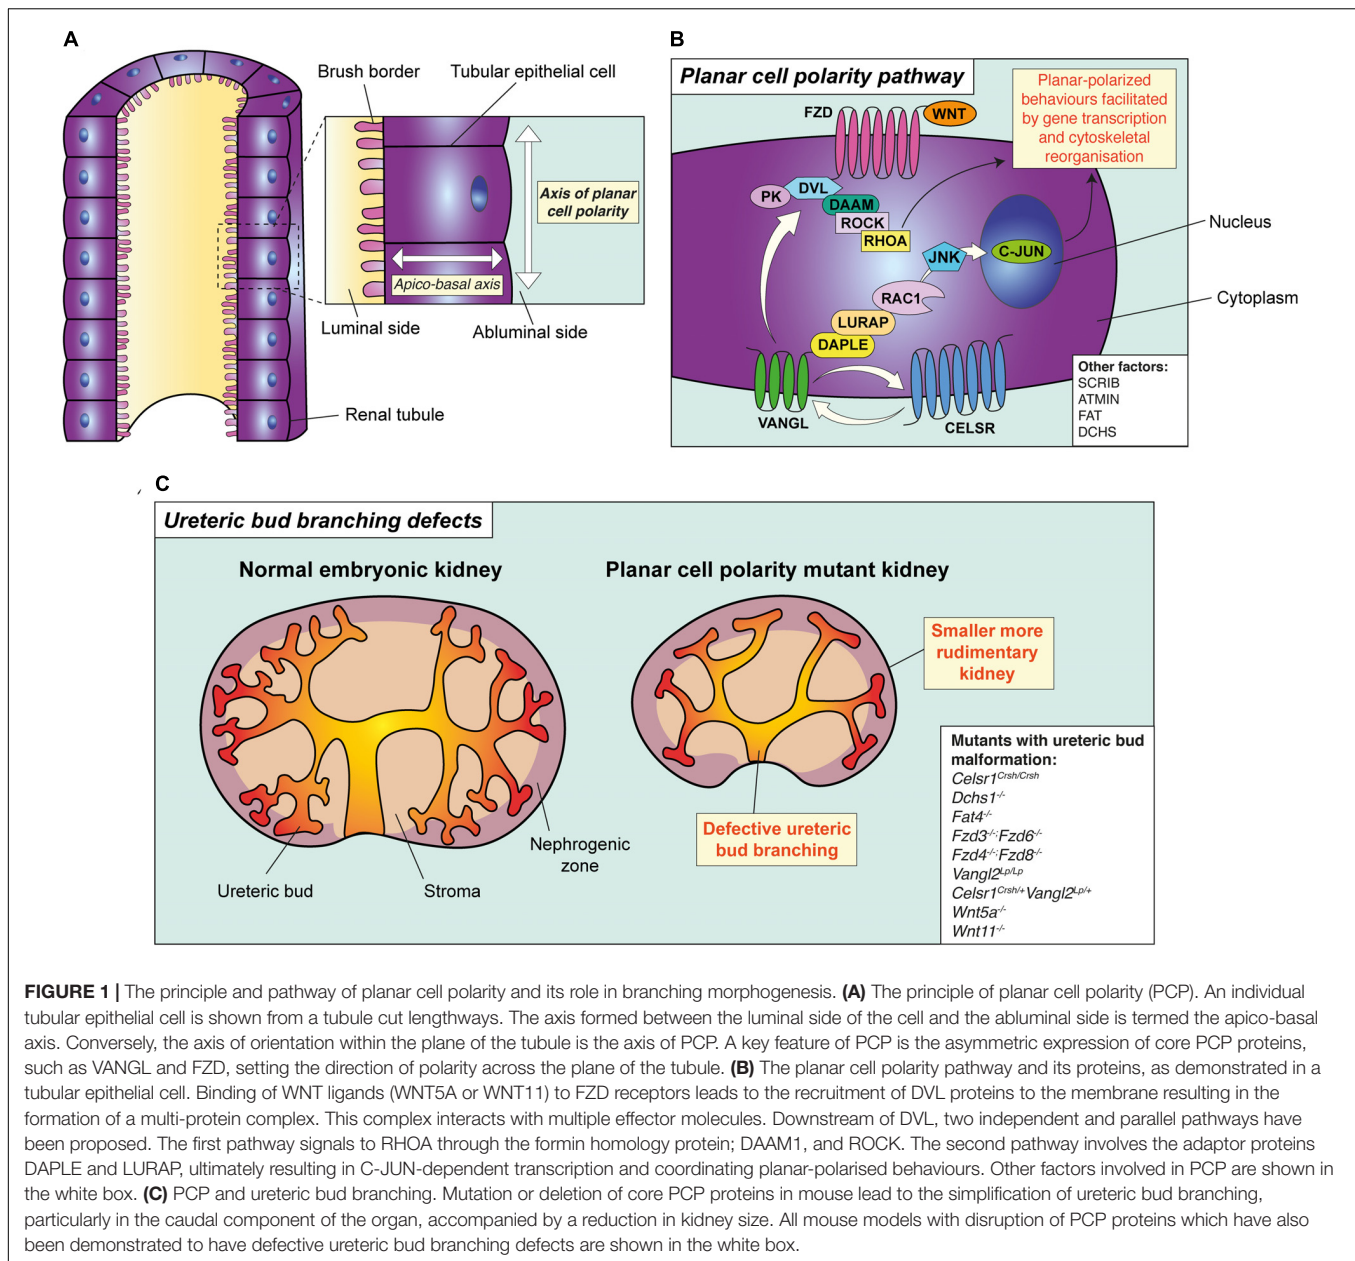 A
Brush border
Tubular epithelial cell
Axis of planar
cell polarity
Apico-basal axis
Luminal side
Abluminal side
Renal tubule
B
Planar cell polarity pathway
FZD
WNT
Planar-polarized
behaviours facilitated
by gene transcription
and cytoskeletal
reorganisation
PK
DVL
DAAM
ROCK
RHOA
JNK
C-JUN
Nucleus
RAC1
Cytoplasm
LURAP
DAPLE
VANGL
CELSR
Other factors:
SCRIB
ATMIN
FAT
DCHS
C
Ureteric bud branching defects
Normal embryonic kidney
Planar cell polarity mutant kidney
Smaller more
rudimentary
kidney
Defective ureteric
bud branching
Nephrogenic
zone
Ureteric bud
Stroma
Mutants with ureteric bud
malformation:
Celsr1Crsh/Crsh
Dchs1-/-
Fat4-/-
Fzd3-/-;Fzd6-/-
Fzd4-/-;Fzd8-/-
Vangl2Lp/Lp
Celsr1Crsh/+Vangl2Lp/+
Wnt5a-/-
Wnt11-/-
FIGURE 1 | The principle and pathway of planar cell polarity and its role in branching morphogenesis. (A) The principle of planar cell polarity (PCP). An individual
tubular epithelial cell is shown from a tubule cut lengthways. The axis formed between the luminal side of the cell and the abluminal side is termed the apico-basal
axis. Conversely, the axis of orientation within the plane of the tubule is the axis of PCP. A key feature of PCP is the asymmetric expression of core PCP proteins,
such as VANGL and FZD, setting the direction of polarity across the plane of the tubule. (B) The planar cell polarity pathway and its proteins, as demonstrated in a
tubular epithelial cell. Binding of WNT ligands (WNT5A or WNT11) to FZD receptors leads to the recruitment of DVL proteins to the membrane resulting in the
formation of a multi-protein complex. This complex interacts with multiple effector molecules. Downstream of DVL, two independent and parallel pathways have
been proposed. The first pathway signals to RHOA through the formin homology protein; DAAM1, and ROCK. The second pathway involves the adaptor proteins
DAPLE and LURAP, ultimately resulting in C-JUN-dependent transcription and coordinating planar-polarised behaviours. Other factors involved in PCP are shown in
the white box. (C) PCP and ureteric bud branching. Mutation or deletion of core PCP proteins in mouse lead to the simplification of ureteric bud branching,
particularly in the caudal component of the organ, accompanied by a reduction in kidney size. All mouse models with disruption of PCP proteins which have also
been demonstrated to have defective ureteric bud branching defects are shown in the white box.